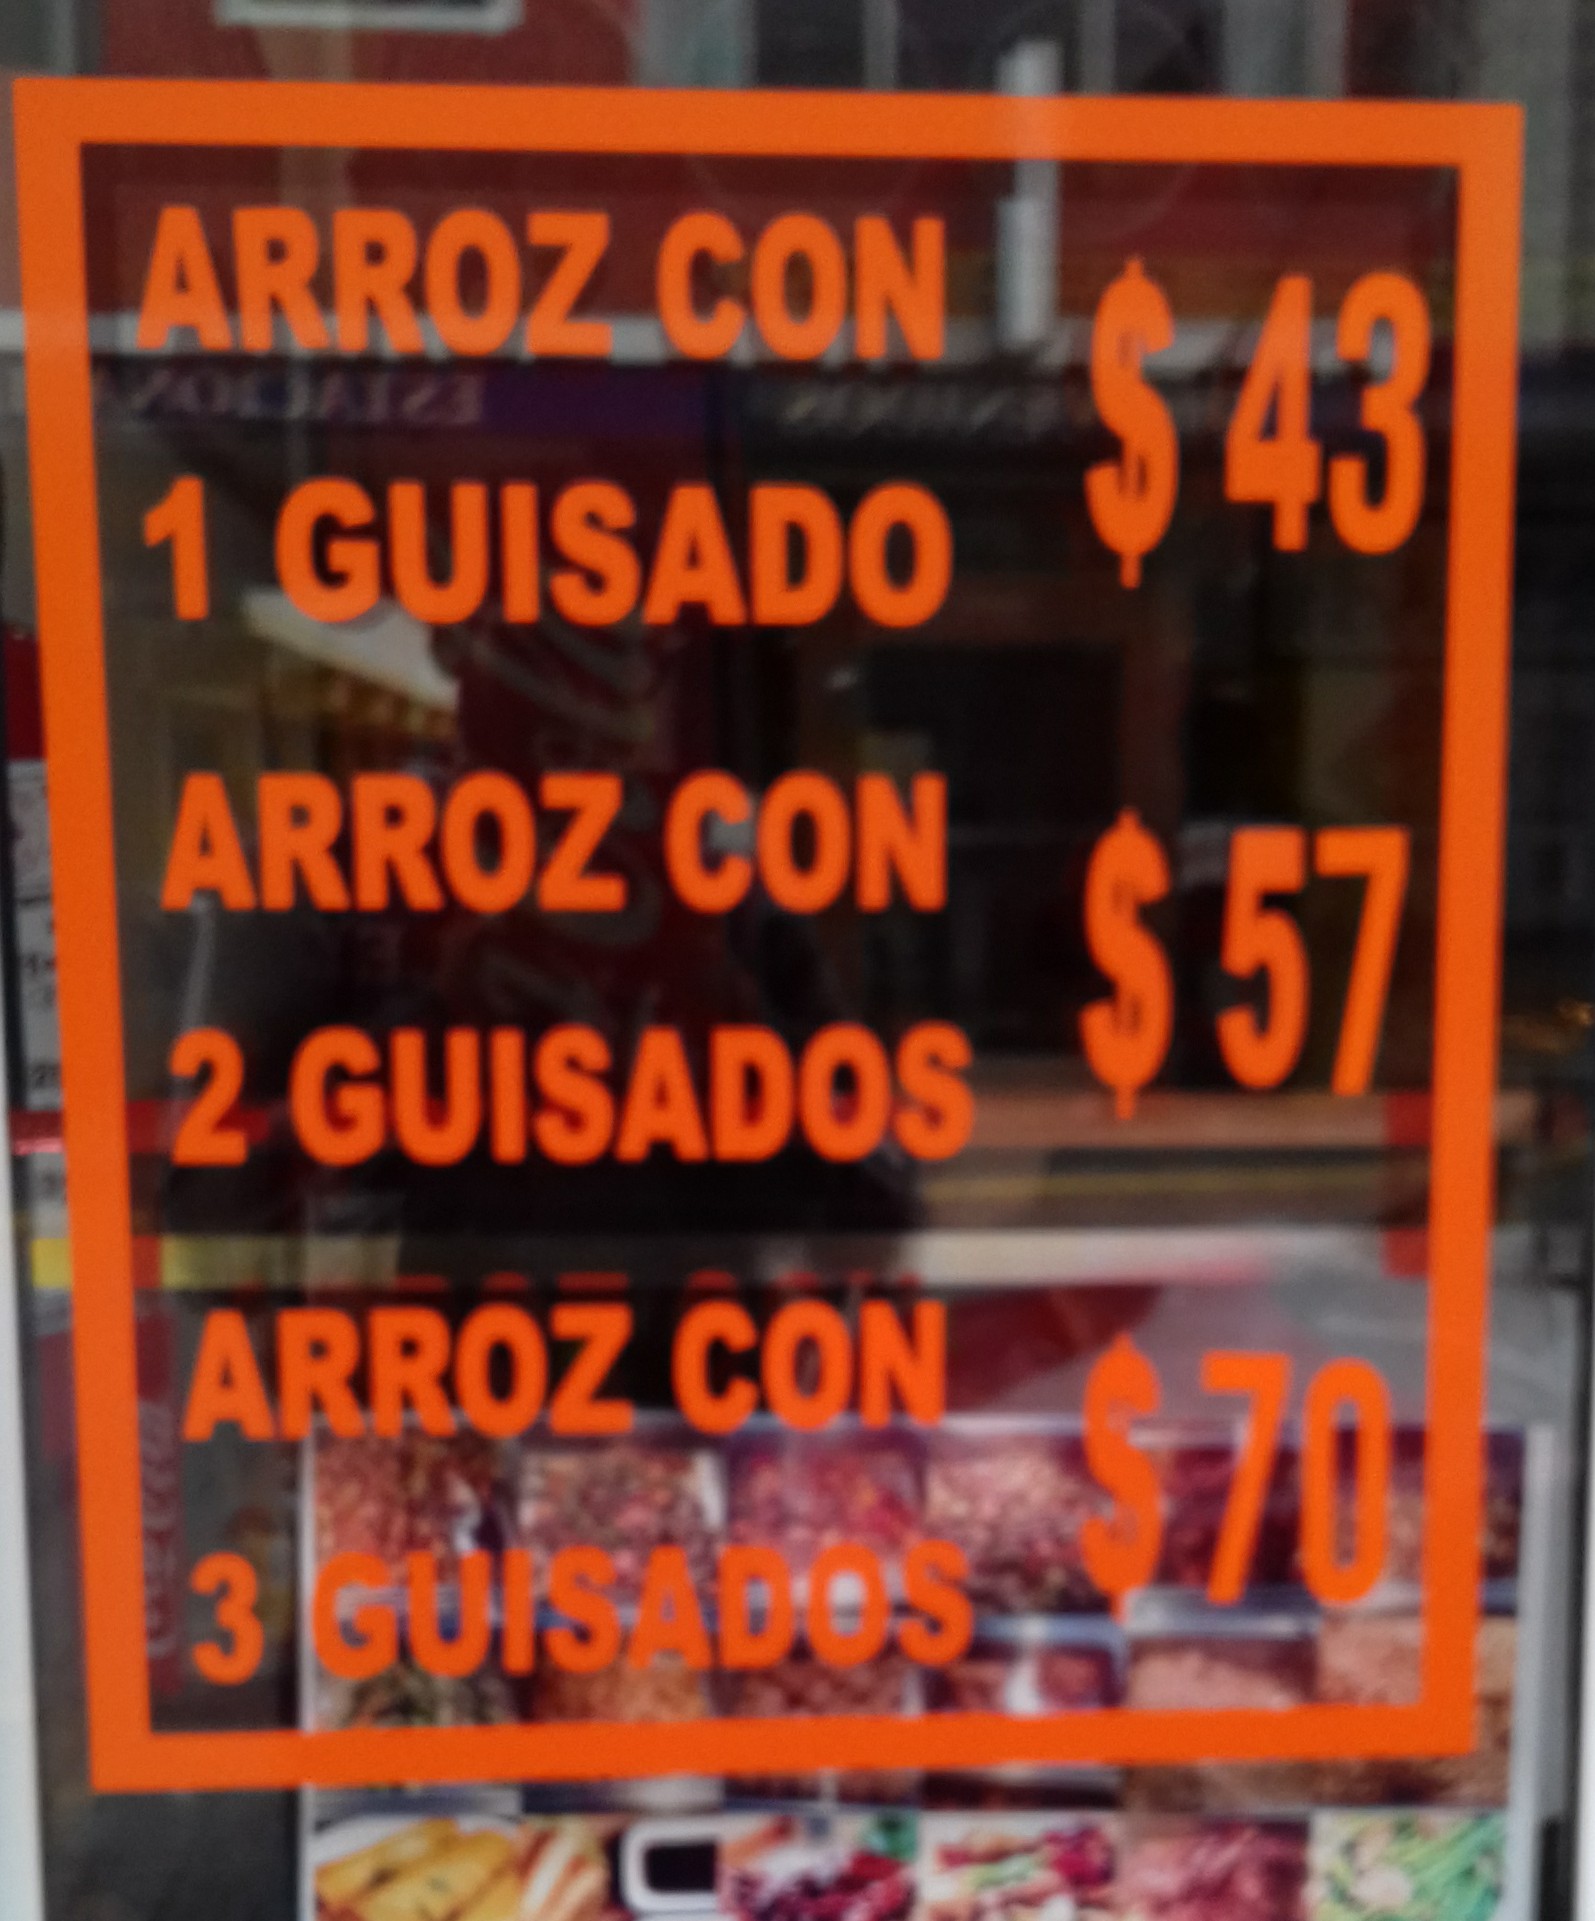 ARROZ CON
1 GUISADO
$ 43
ARROZ CON
2 GUISADOS
$ 57
ARROZ CON
3 GUISADOS
$ 70